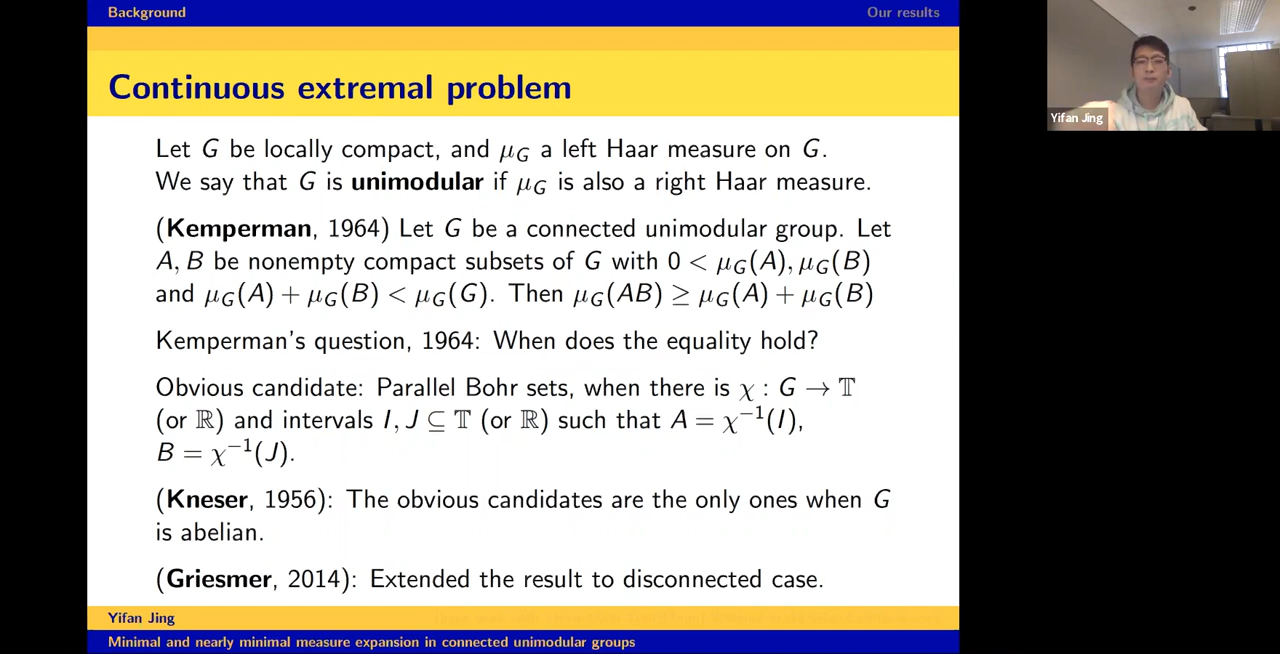 Background
Our results
Continuous extremal problem
Let G be locally compact, and μ_G a left Haar measure on G.
We say that G is unimodular if μ_G is also a right Haar measure.
(Kemperman, 1964) Let G be a connected unimodular group. Let
A, B be nonempty compact subsets of G with 0 < μ_G(A), μ_G(B)
and μ_G(A) + μ_G(B) < μ_G(G). Then μ_G(AB) ≥ μ_G(A) + μ_G(B)
Kemperman's question, 1964: When does the equality hold?
Obvious candidate: Parallel Bohr sets, when there is χ : G → 𝕋
(or ℝ) and intervals I, J ⊆ 𝕋 (or ℝ) such that A = χ⁻¹(I),
B = χ⁻¹(J).
(Kneser, 1956): The obvious candidates are the only ones when G
is abelian.
(Griesmer, 2014): Extended the result to disconnected case.
Yifan Jing
Minimal and nearly minimal measure expansion in connected unimodular groups
Yifan Jing